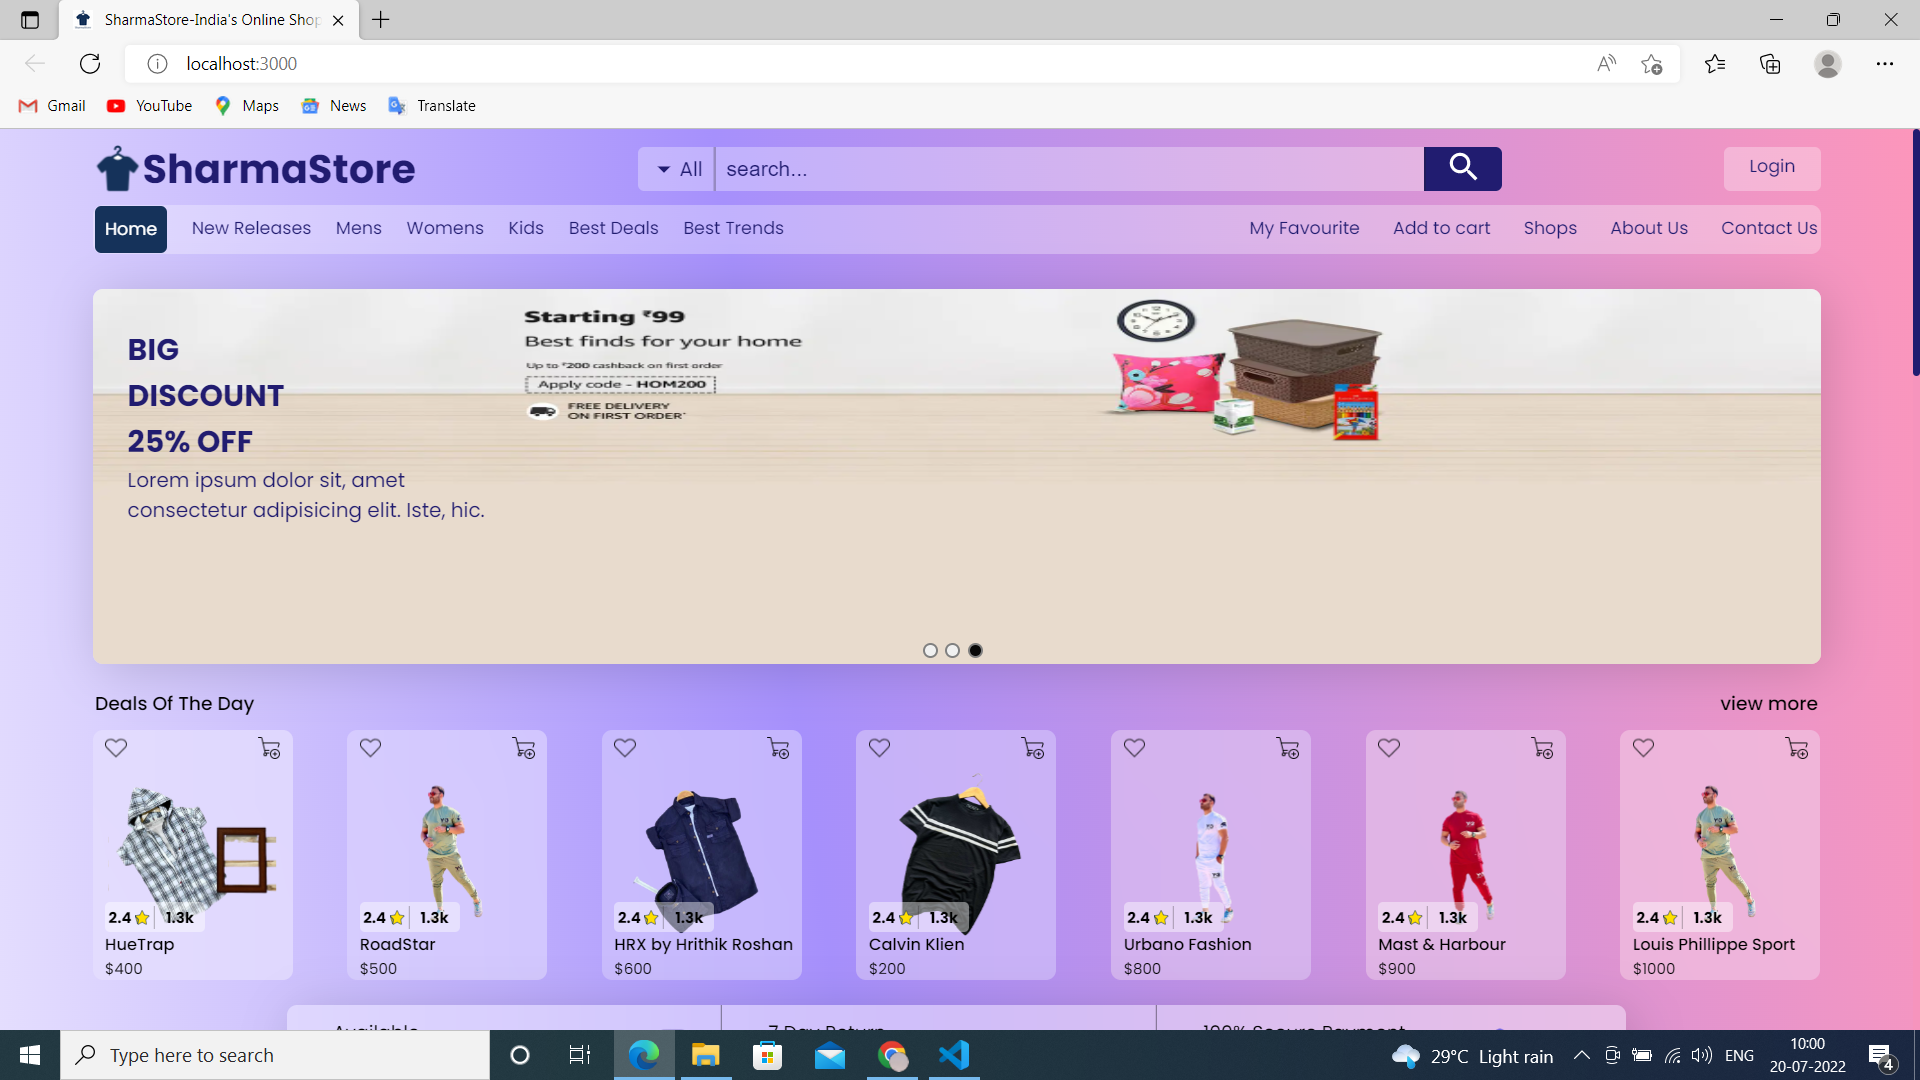 SharmaStore-India's Online Shop
localhost:3000
Gmail YouTube Maps News Translate
SharmaStore
All search... Login
Home New Releases Mens Womens Kids Best Deals Best Trends My Favourite Add to cart Shops About Us Contact Us
BIG
DISCOUNT
25% OFF
Lorem ipsum dolor sit, amet
consectetur adipisicing elit. Iste, hic.
Starting ₹99
Best finds for your home
Up to ₹200 cashback on first order
Apply code - HOM200
FREE DELIVERY
ON FIRST ORDER*
Deals Of The Day view more
2.4 1.3k 2.4 1.3k 2.4 1.3k 2.4 1.3k 2.4 1.3k 2.4 1.3k 2.4 1.3k
HueTrap RoadStar HRX by Hrithik Roshan Calvin Klien Urbano Fashion Mast & Harbour Louis Phillippe Sport
$400 $500 $600 $200 $800 $900 $1000
Available 7 Day Return 100% Secure Payment
Type here to search 29°C Light rain ENG 10:00
20-07-2022
4